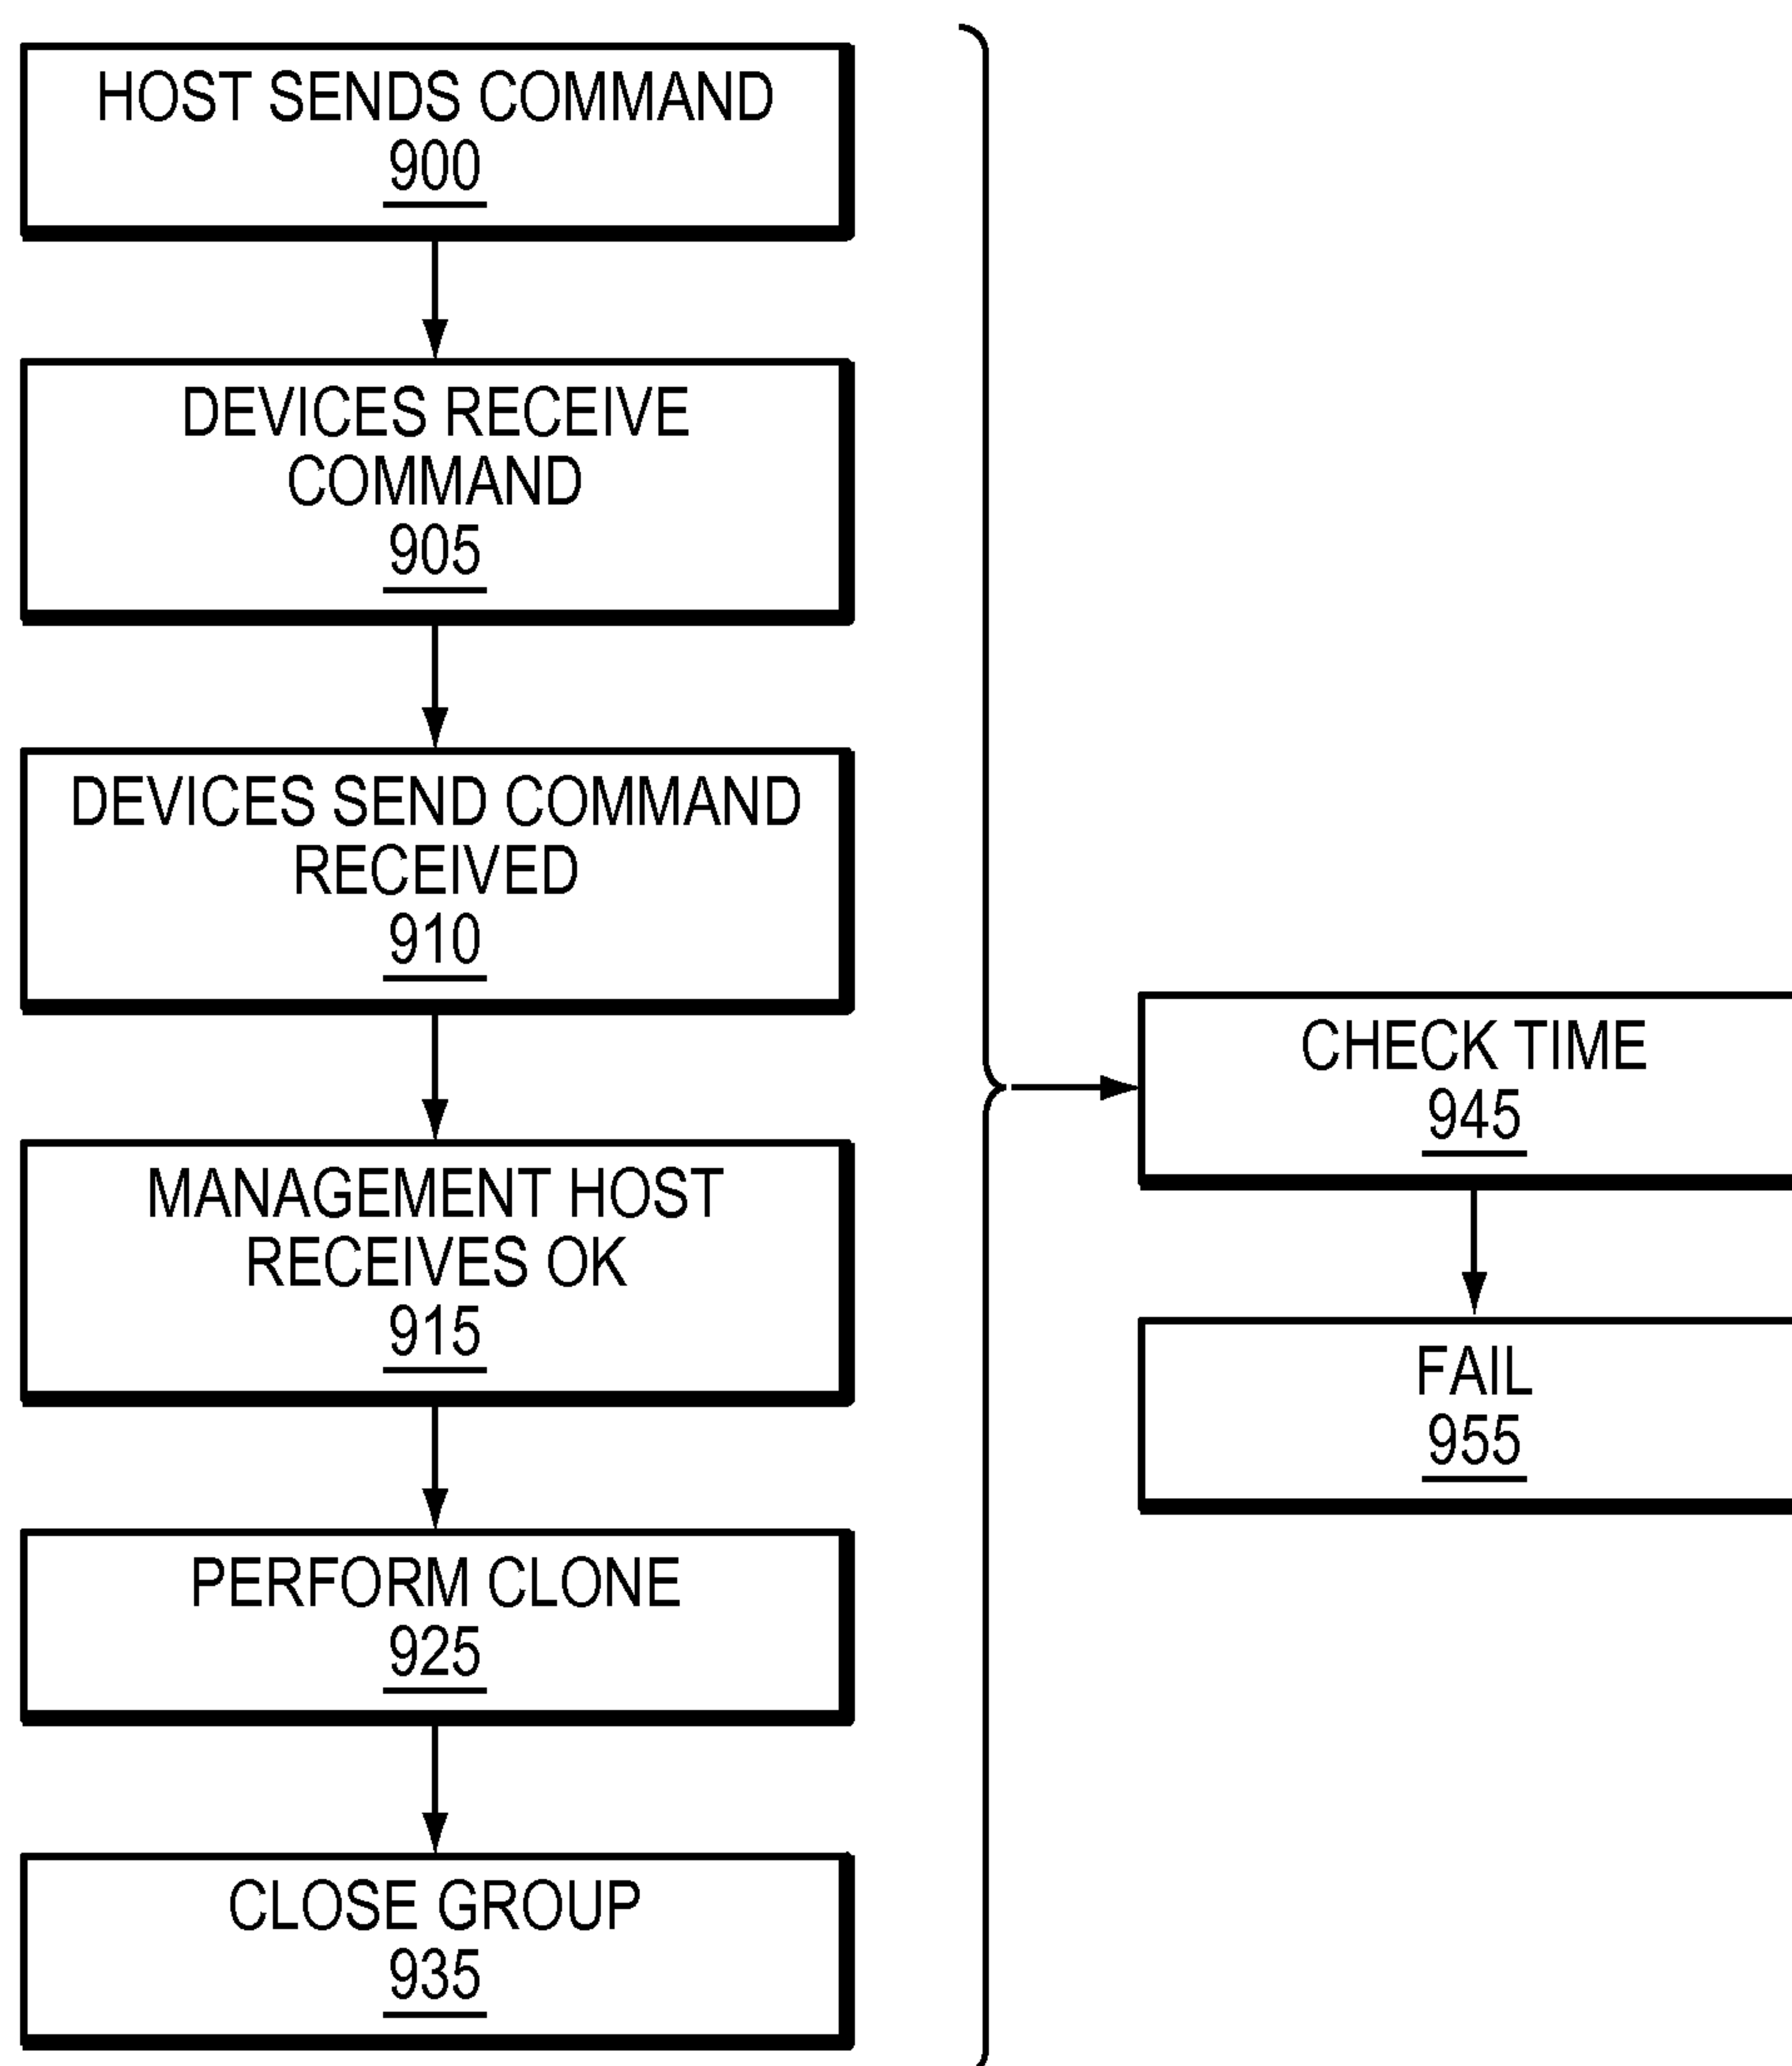 HOST SENDS COMMAND
900
DEVICES RECEIVE
COMMAND
905
DEVICES SEND COMMAND
RECEIVED
910
MANAGEMENT HOST
RECEIVES OK
915
PERFORM CLONE
925
CLOSE GROUP
935
CHECK TIME
945
FAIL
955